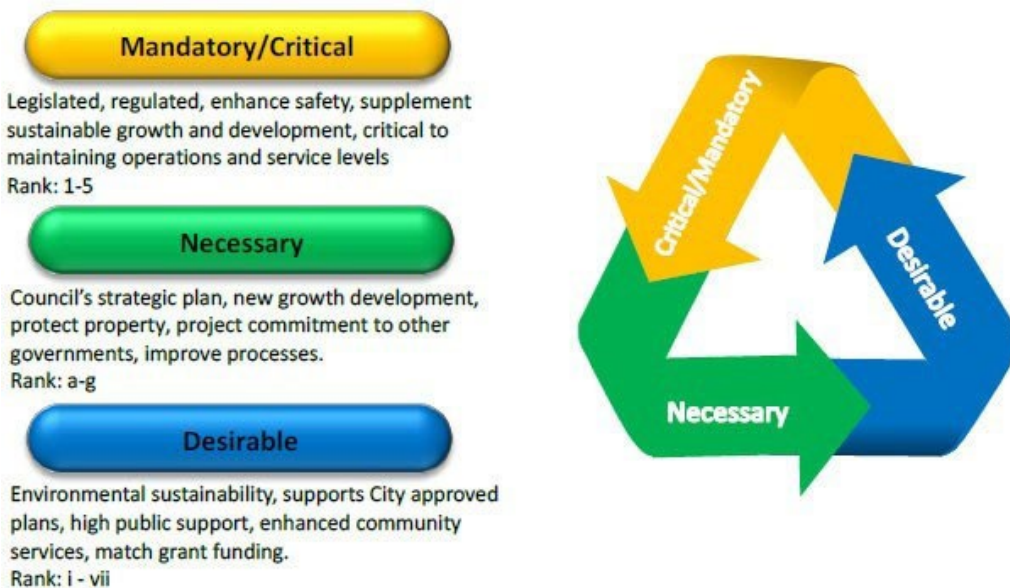 Mandatory/Critical
Legislated, regulated, enhance safety, supplement
sustainable growth and development, critical to
maintaining operations and service levels
Rank: 1-5
Necessary
Council's strategic plan, new growth development,
protect property, project commitment to other
governments, improve processes.
Rank: a-g
Desirable
Environmental sustainability, supports City approved
plans, high public support, enhanced community
services, match grant funding.
Rank: i - vii
Critical/Mandatory
Desirable
Necessary